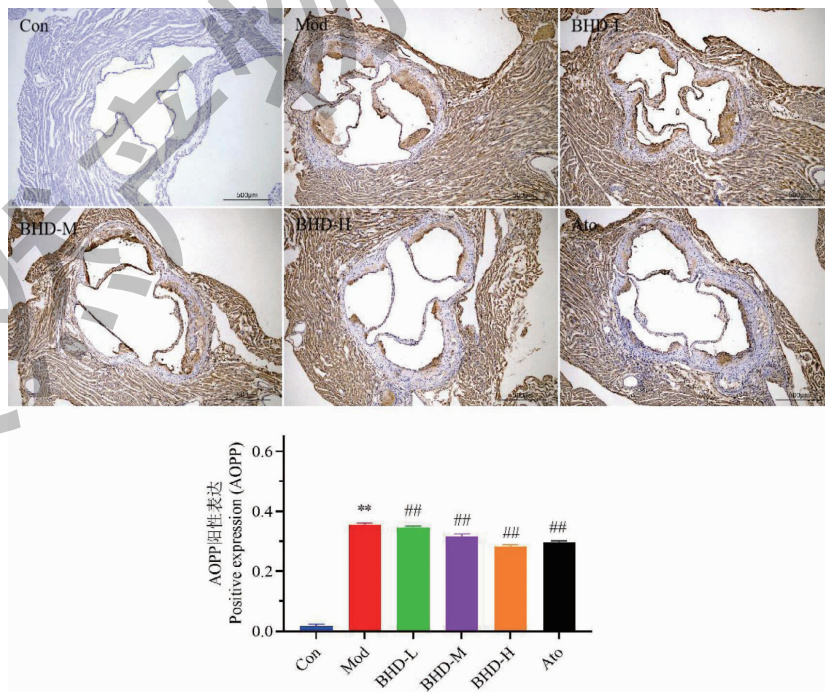 Con
Mod
BHD-L
500μm
BHD-M
BHD-H
Ato
AOPP阳性表达
Positive expression (AOPP)
0.6
0.4
0.2
0.0
**
##
##
##
##
Con
Mod
BHD-L
BHD-M
BHD-H
Ato